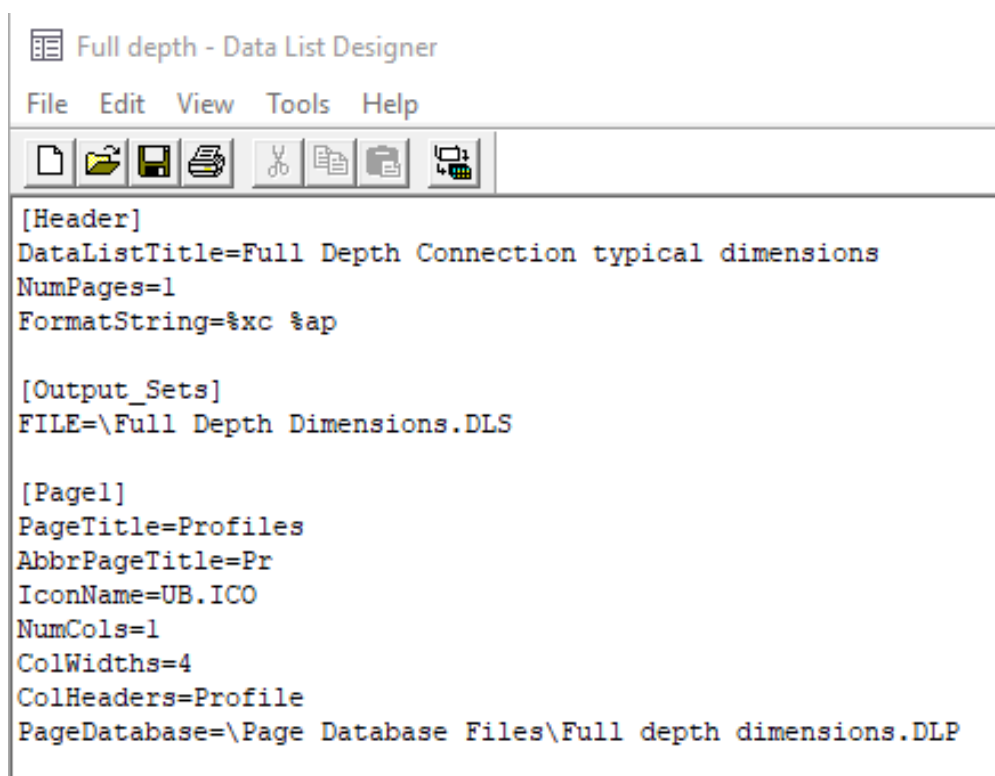 Full depth - Data List Designer
File Edit View Tools Help
[Header]
DataListTitle=Full Depth Connection typical dimensions
NumPages=1
FormatString=%xc %ap
[Output_Sets]
FILE=\Full Depth Dimensions.DLS
[Page1]
PageTitle=Profiles
AbbrPageTitle=Pr
IconName=UB.ICO
NumCols=1
ColWidths=4
ColHeaders=Profile
PageDatabase=\Page Database Files\Full depth dimensions.DLP